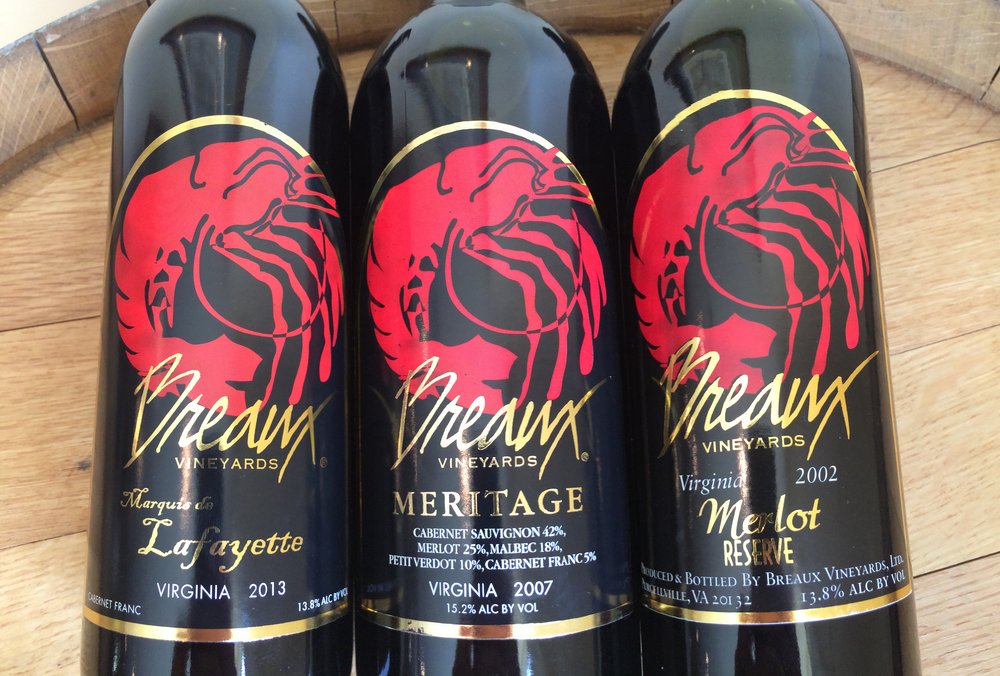 Breaux
VINEYARDS ®
Marquis de
Lafayette
VIRGINIA 2013
CABERNET FRANC 13.8% ALC BY VOL
Breaux
VINEYARDS ®
MERITAGE
CABERNET SAUVIGNON 42%,
MERLOT 25%, MALBEC 18%,
PETIT VERDOT 10%, CABERNET FRANC 5%
VIRGINIA 2007
15.2% ALC BY VOL
Breaux
VINEYARDS
Virginia 2002
Merlot
RESERVE
PRODUCED & BOTTLED BY BREAUX VINEYARDS, LTD.
PURCELLVILLE, VA 20132 13.8% ALC BY VOL